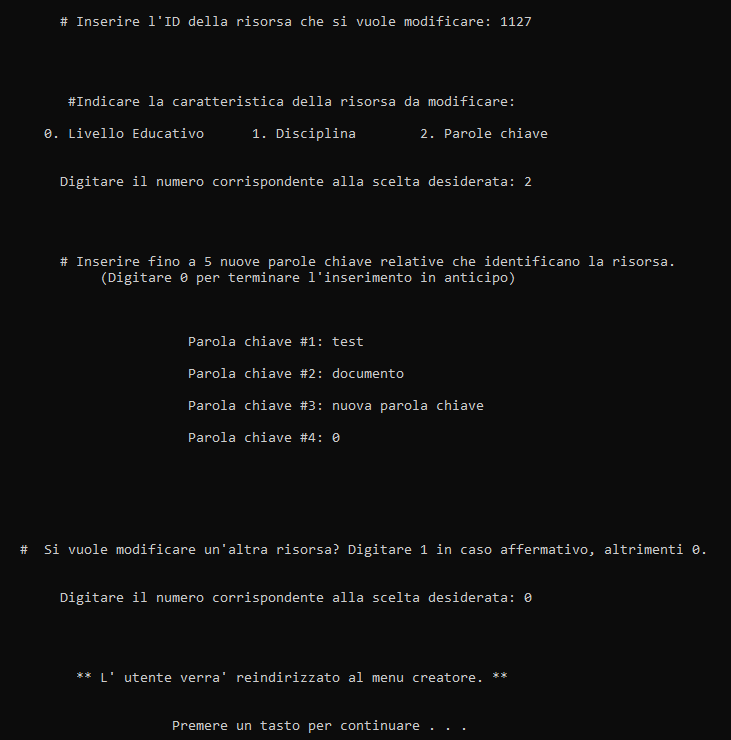 # Inserire l'ID della risorsa che si vuole modificare: 1127
#Indicare la caratteristica della risorsa da modificare:
0. Livello Educativo 1. Disciplina 2. Parole chiave
Digitare il numero corrispondente alla scelta desiderata: 2
# Inserire fino a 5 nuove parole chiave relative che identificano la risorsa.
(Digitare 0 per terminare l'inserimento in anticipo)
Parola chiave #1: test
Parola chiave #2: documento
Parola chiave #3: nuova parola chiave
Parola chiave #4: 0
# Si vuole modificare un'altra risorsa? Digitare 1 in caso affermativo, altrimenti 0.
Digitare il numero corrispondente alla scelta desiderata: 0
** L' utente verra' reindirizzato al menu creatore. **
Premere un tasto per continuare . . .